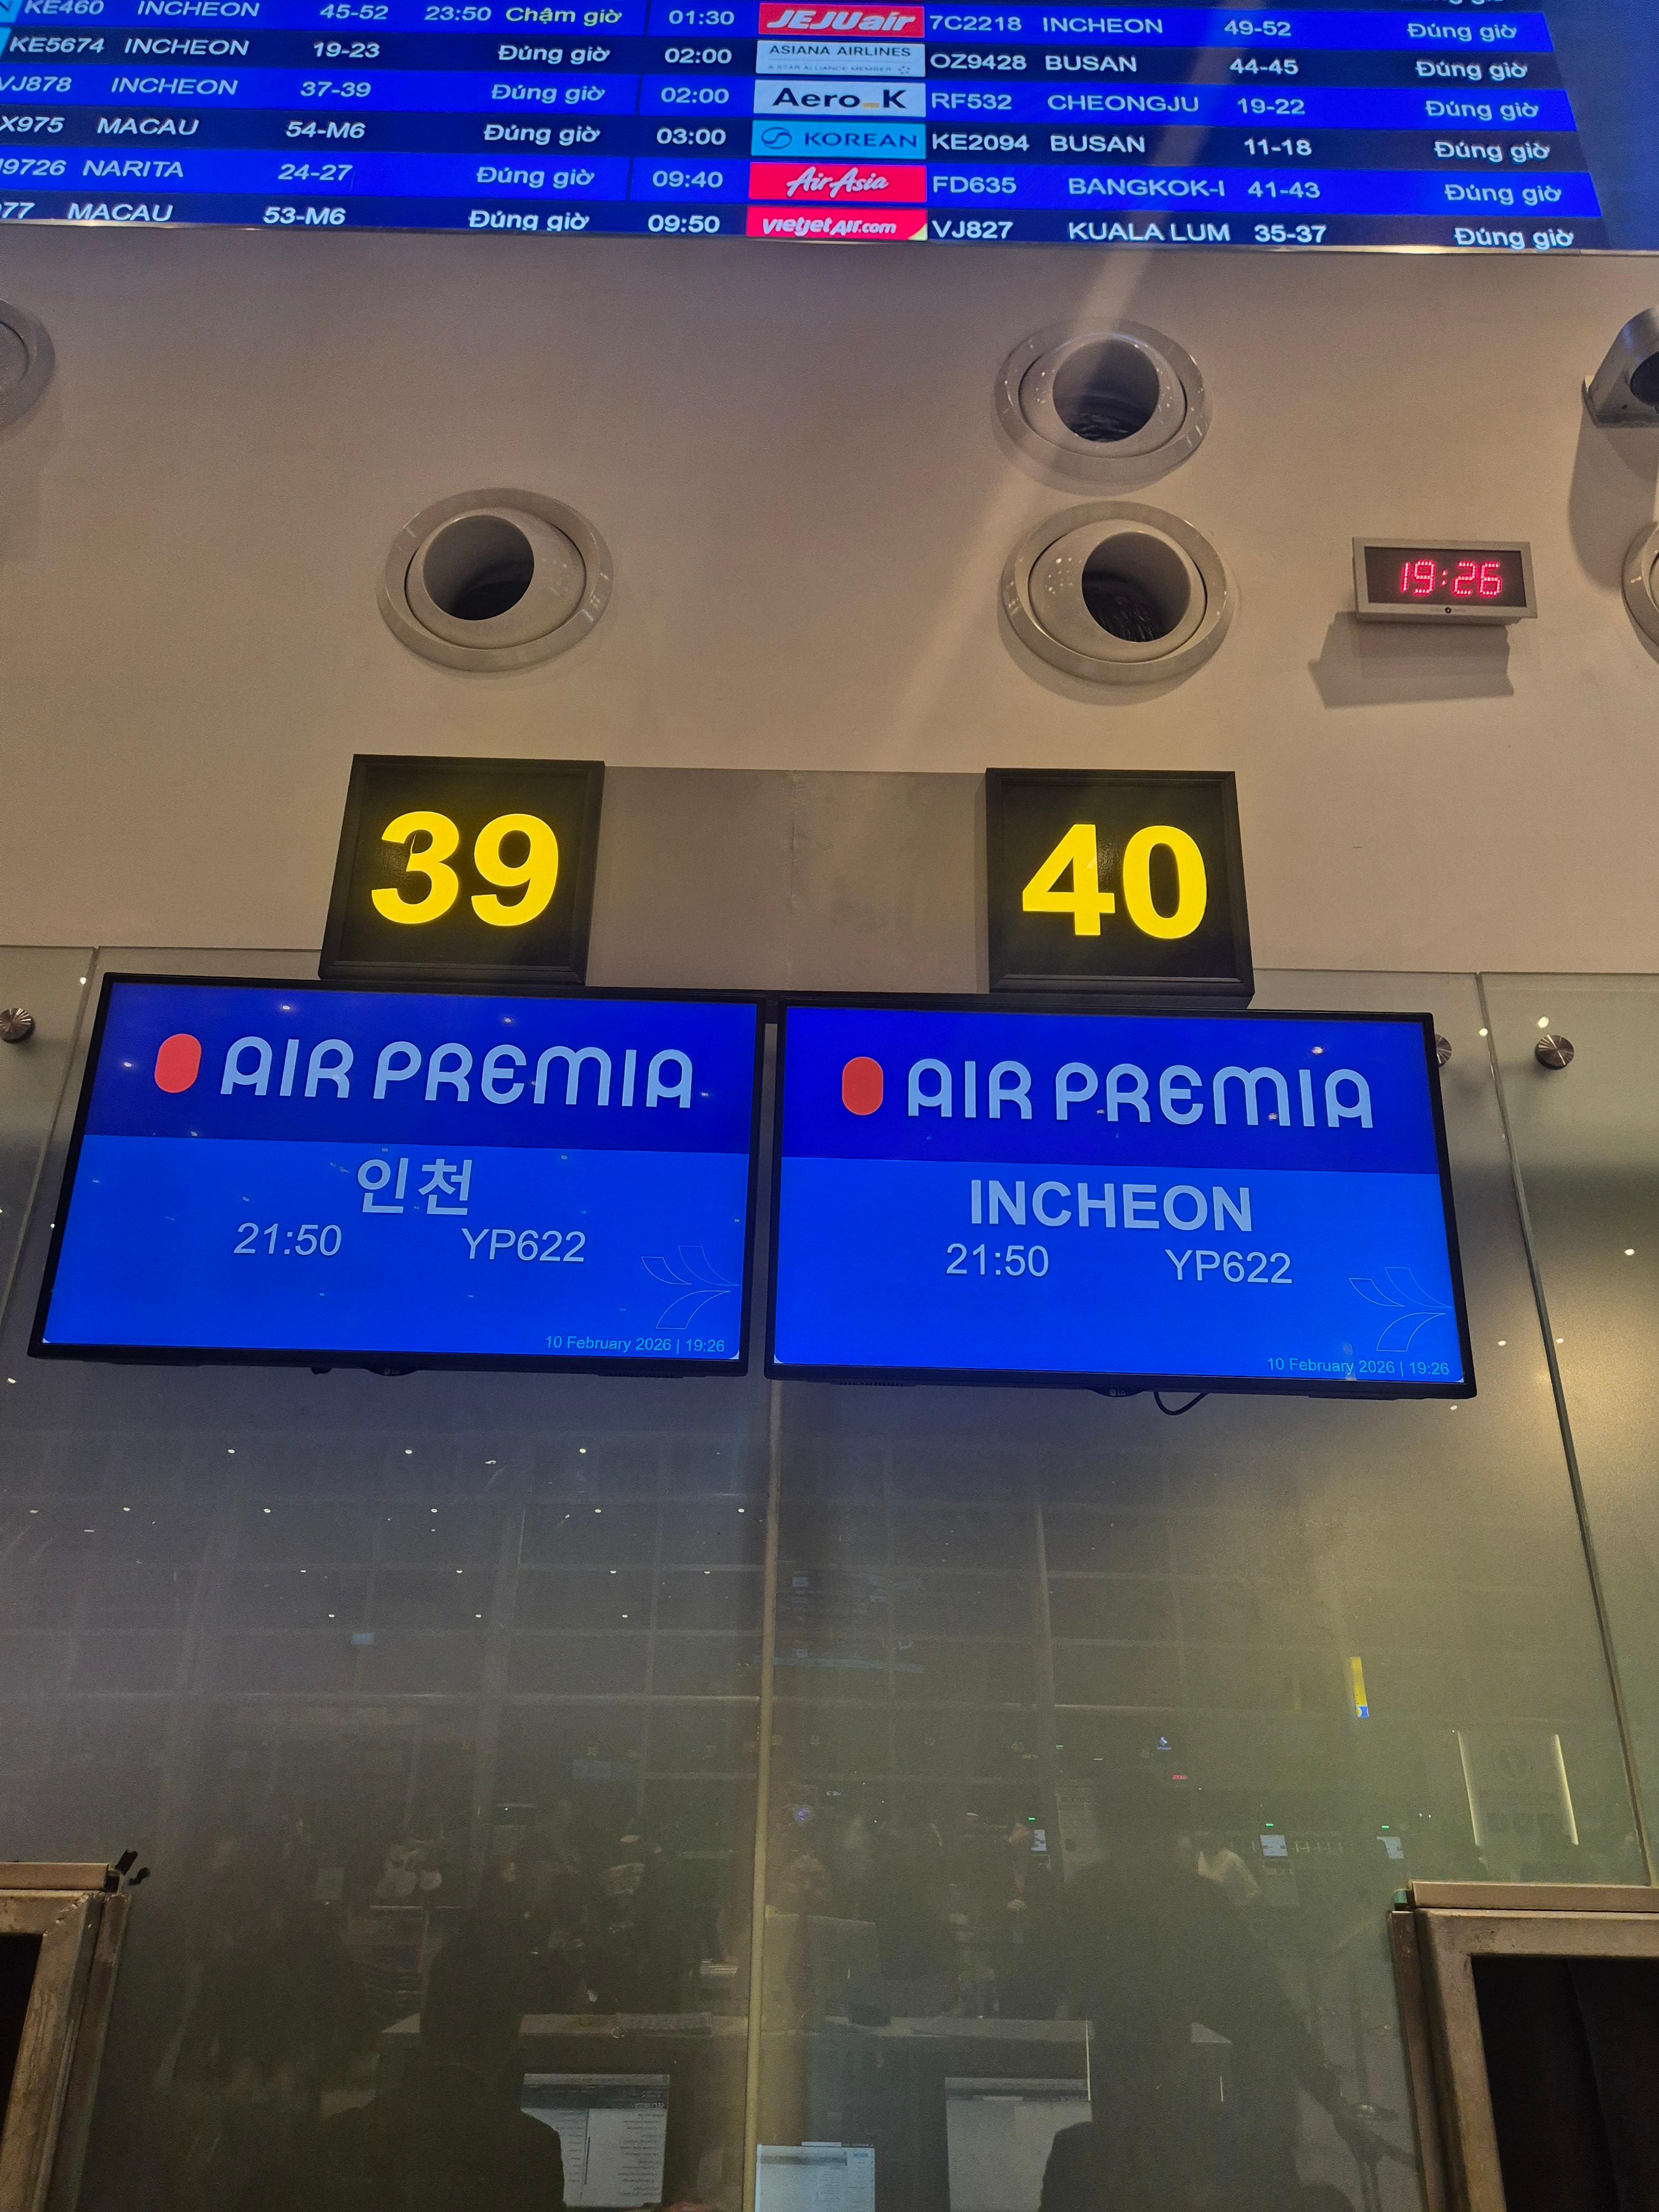 KE460 INCHEON 45-52 23:50 Chậm giờ
KE5674 INCHEON 19-23 Đúng giờ
VJ878 INCHEON 37-39 Đúng giờ
X975 MACAU 54-M6 Đúng giờ
9726 NARITA 24-27 Đúng giờ
77 MACAU 53-M6 Đúng giờ
01:30 JEJUair 7C2218 INCHEON 49-52 Đúng giờ
02:00 ASIANA AIRLINES A STAR ALLIANCE MEMBER OZ9428 BUSAN 44-45 Đúng giờ
02:00 Aero_K RF532 CHEONGJU 19-22 Đúng giờ
03:00 KOREAN KE2094 BUSAN 11-18 Đúng giờ
09:40 AirAsia FD635 BANGKOK-I 41-43 Đúng giờ
09:50 vietjetAir.com VJ827 KUALA LUM 35-37 Đúng giờ
19:26
39
40
AIR PREMIA
인천
21:50 YP622
10 February 2026 | 19:26
AIR PREMIA
INCHEON
21:50 YP622
10 February 2026 | 19:26